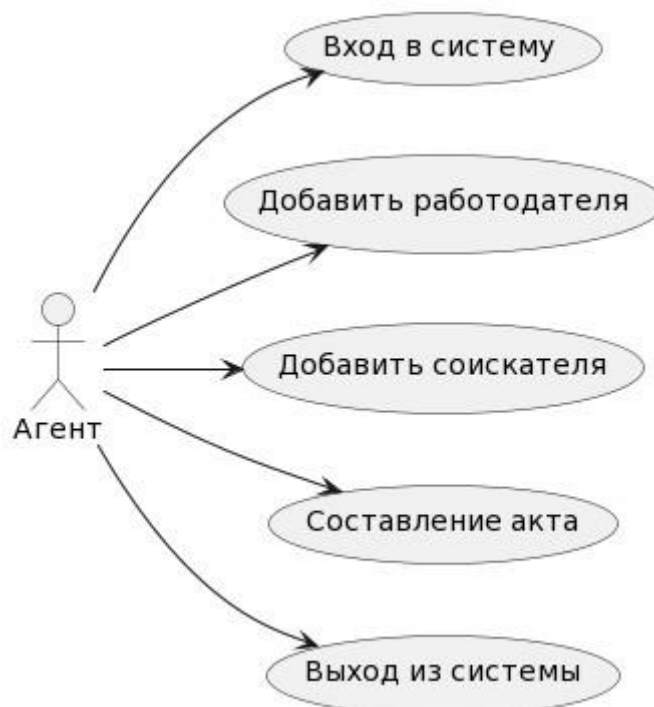 Вход в систему
Добавить работодателя
Добавить соискателя
Агент
Составление акта
Выход из системы